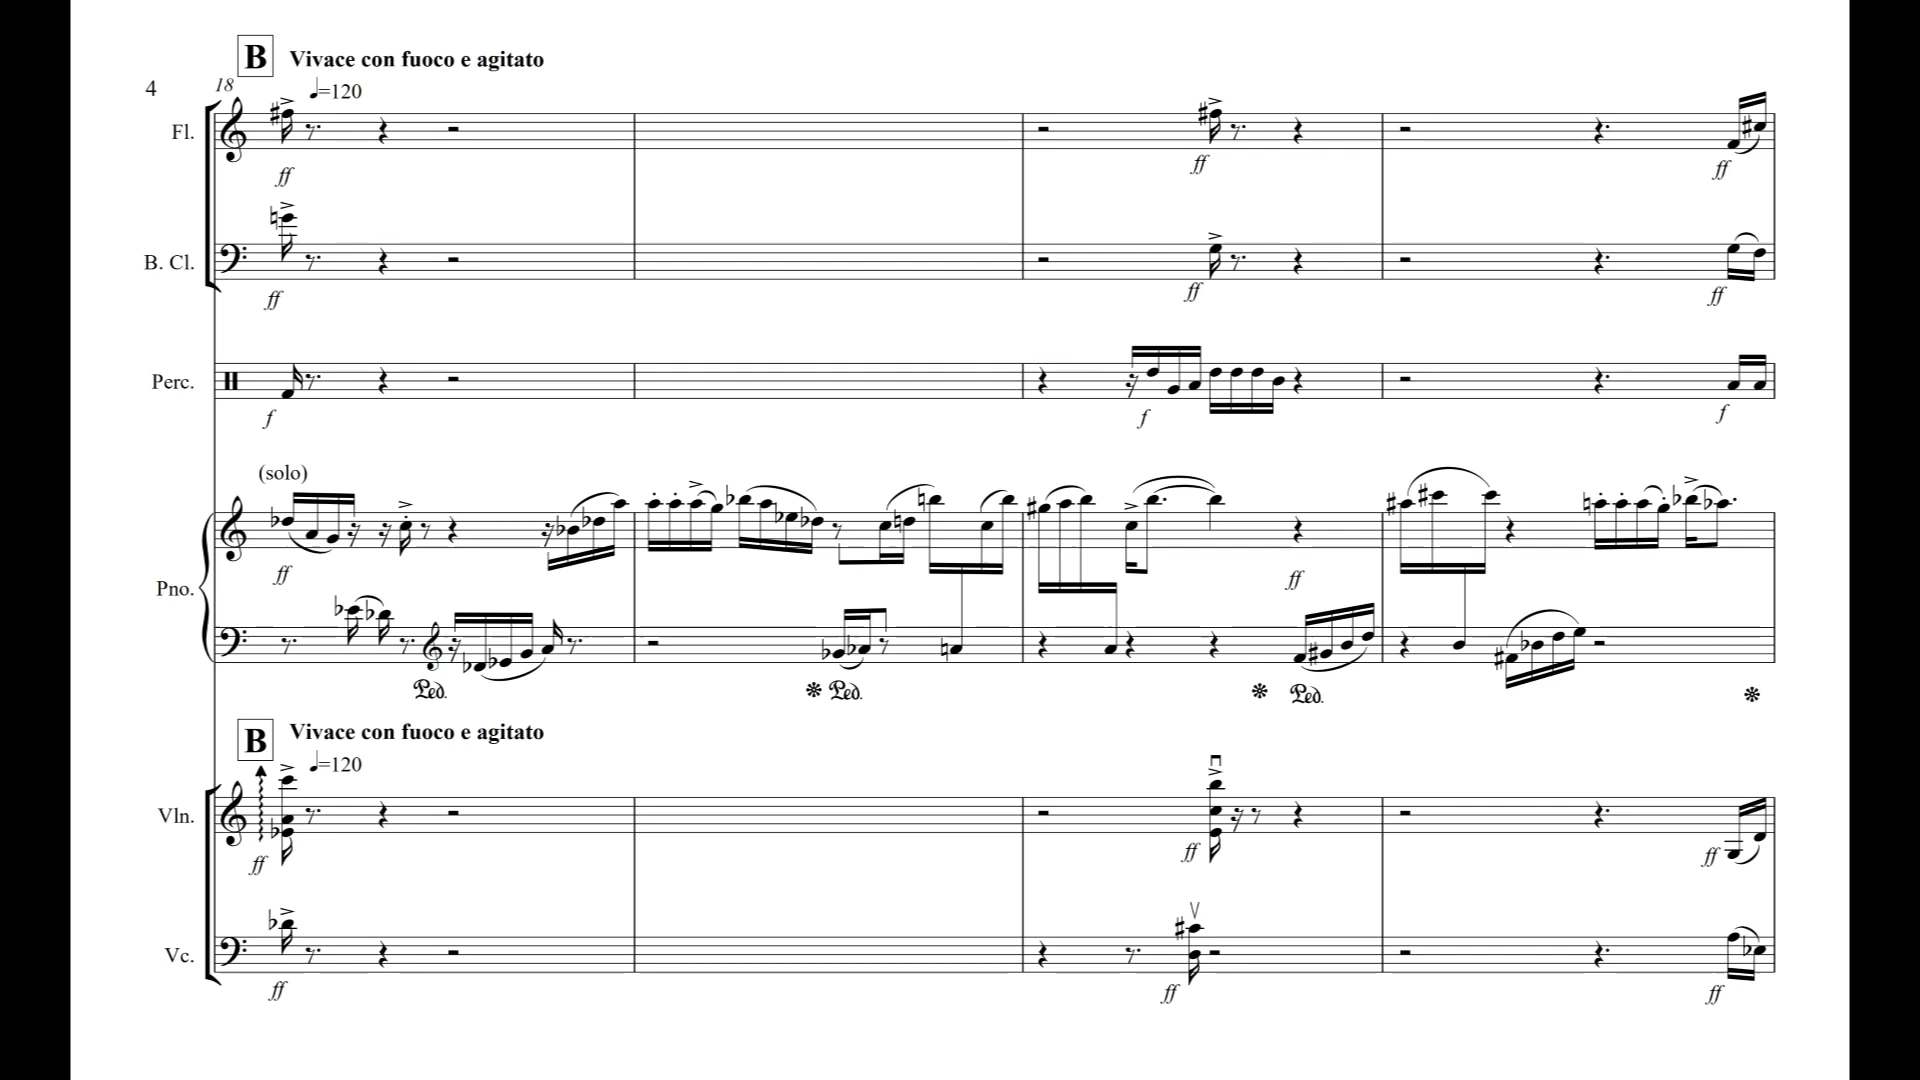 B Vivace con fuoco e agitato
4 18 ♩=120
Fl.
ff ff ff
B. Cl.
ff ff ff
Perc.
f f f
(solo)
ff ff
Pno.
Ped. * Ped. * Ped. *
B Vivace con fuoco e agitato
♩=120
Vln.
ff ff ff
Vc.
ff ff ff